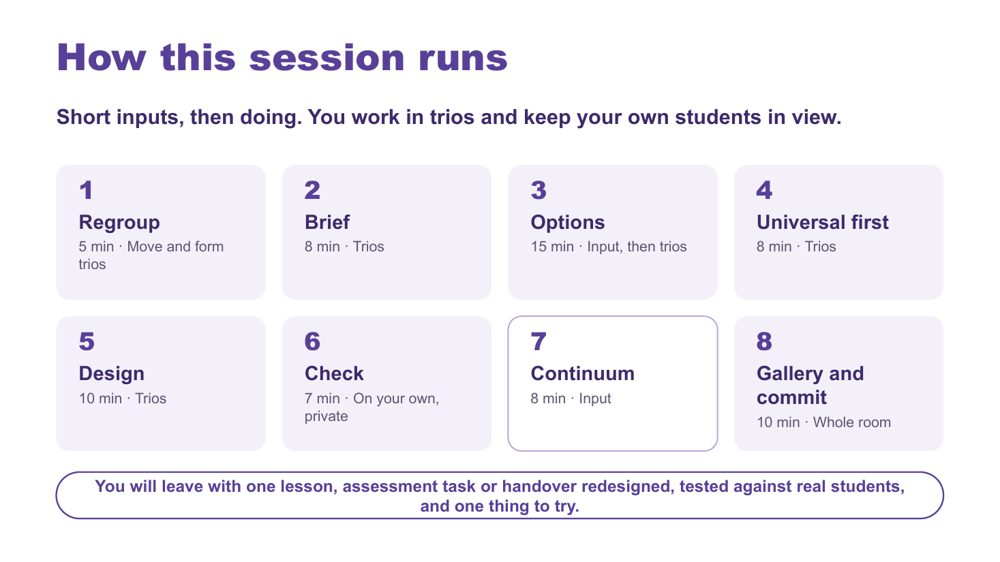 How this session runs
Short inputs, then doing. You work in trios and keep your own students in view.
1
Regroup
5 min · Move and form
trios
2
Brief
8 min · Trios
3
Options
15 min · Input, then trios
4
Universal first
8 min · Trios
5
Design
10 min · Trios
6
Check
7 min · On your own,
private
7
Continuum
8 min · Input
8
Gallery and
commit
10 min · Whole room
You will leave with one lesson, assessment task or handover redesigned, tested against real students,
and one thing to try.